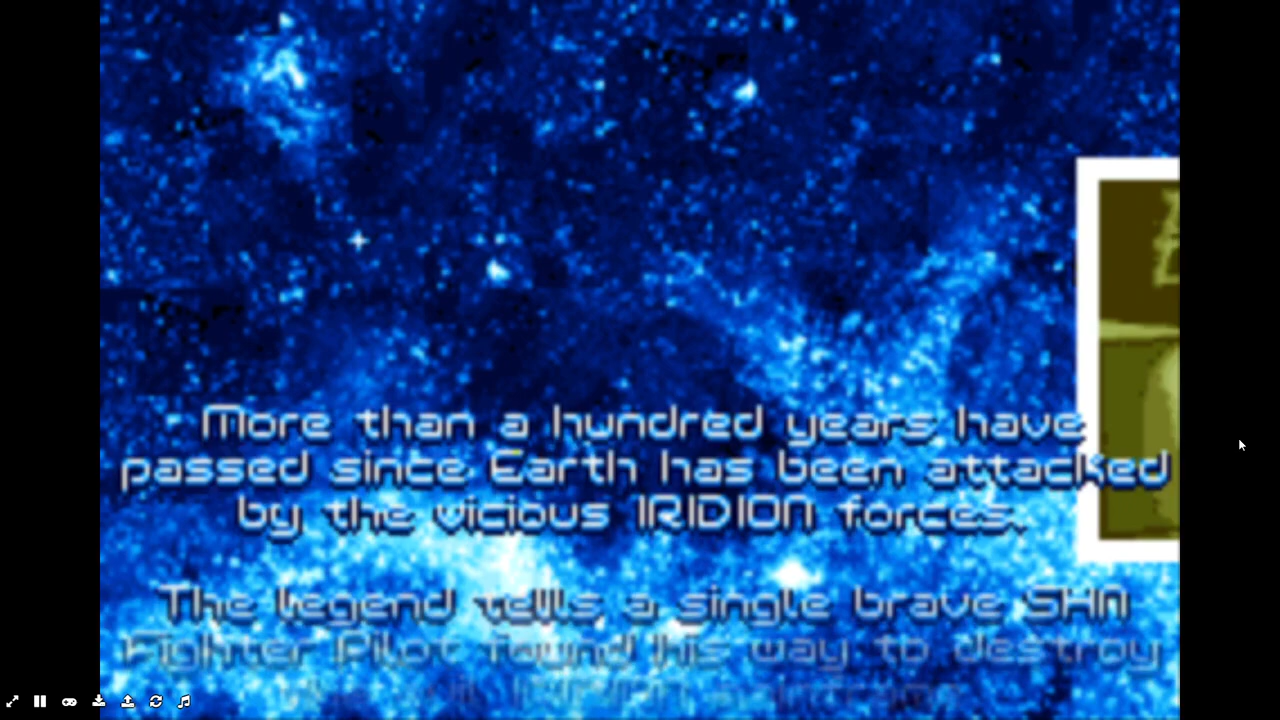 More than a hundred years have
passed since Earth has been attacked
by the vicious IRIDION forces.
The legend tells a single brave SHN
Fighter Pilot found his way to destroy